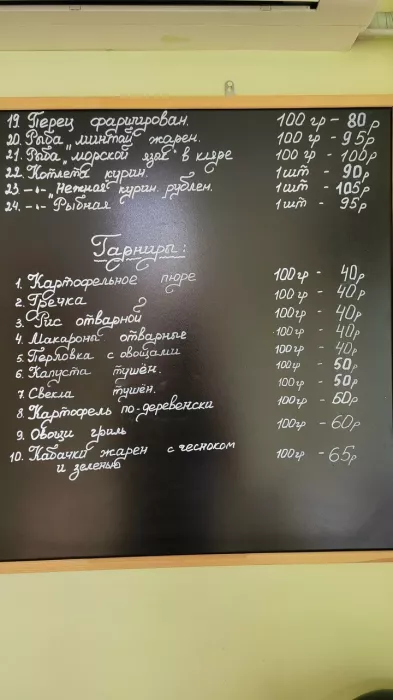 19. Перец фарширован. 100 гр - 80р
20. Рыба „минтай" жарен. 100 гр - 95р
21. Рыба „морской язык" в кляре 100 гр - 100р
22. Котлеты курин. 1шт - 90р
23 -"- „Нежная" курин. рублен. 1шт - 105р
24. -"- Рыбная 1шт - 95р
Гарниры:
1. Картофельное пюре 100гр - 40р
2. Гречка 100гр - 40р
3. Рис отварной 100гр - 40р
4. Макароны отварные 100гр - 40р
5. Перловка с овощами 100гр - 40р
6. Капуста тушён. 100гр - 50р
7. Свекла тушён. 100гр - 50р
8. Картофель по-деревенски 100гр - 60р
9. Овощи гриль 100гр - 60р
10. Кабачки жарен с чесноком 100гр - 65р
и зеленью